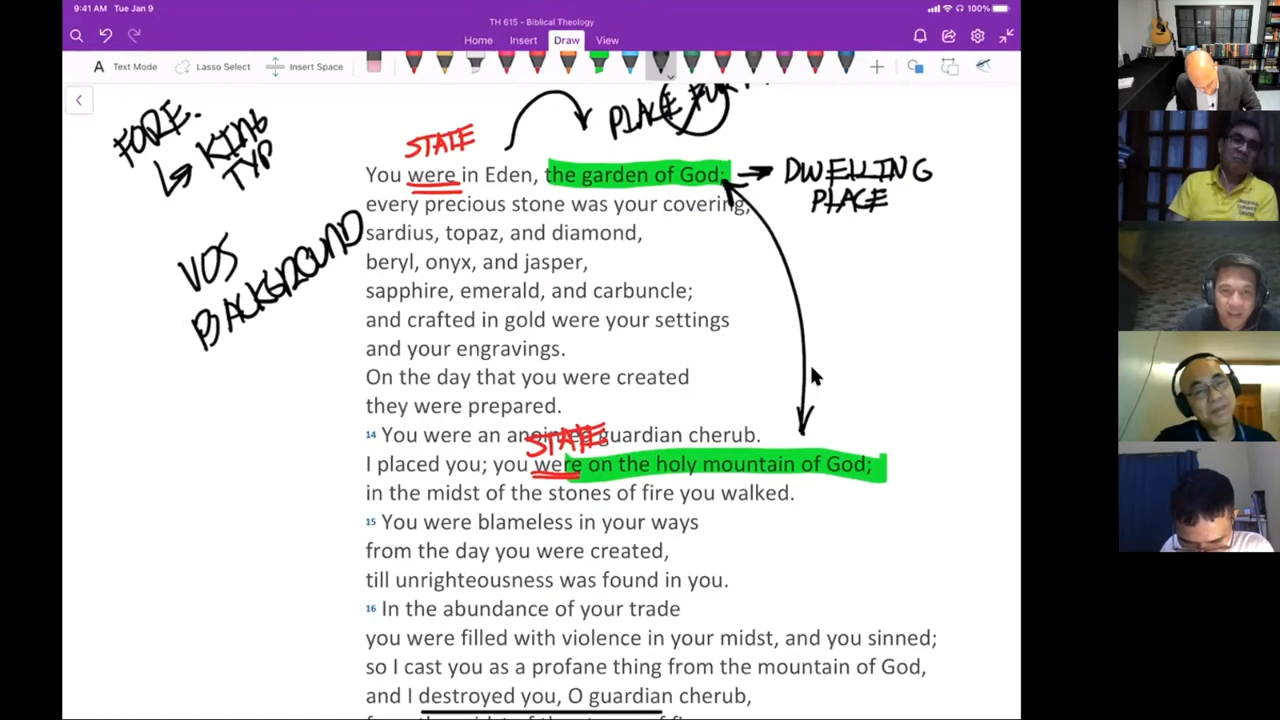 9:41 AM Tue Jan 9
100%
TH 615 - Biblical Theology
Home Insert Draw View
Text Mode Lasso Select Insert Space
FORE.
↳ KING
TYP
VOS
BACKGROUND
PLACE
STATE
You were in Eden, the garden of God; → DWELLING
PLACE
every precious stone was your covering,
sardius, topaz, and diamond,
beryl, onyx, and jasper,
sapphire, emerald, and carbuncle;
and crafted in gold were your settings
and your engravings.
On the day that you were created
they were prepared.
14 You were an anointed guardian cherub.
STATE
I placed you; you were on the holy mountain of God;
in the midst of the stones of fire you walked.
15 You were blameless in your ways
from the day you were created,
till unrighteousness was found in you.
16 In the abundance of your trade
you were filled with violence in your midst, and you sinned;
so I cast you as a profane thing from the mountain of God,
and I destroyed you, O guardian cherub,